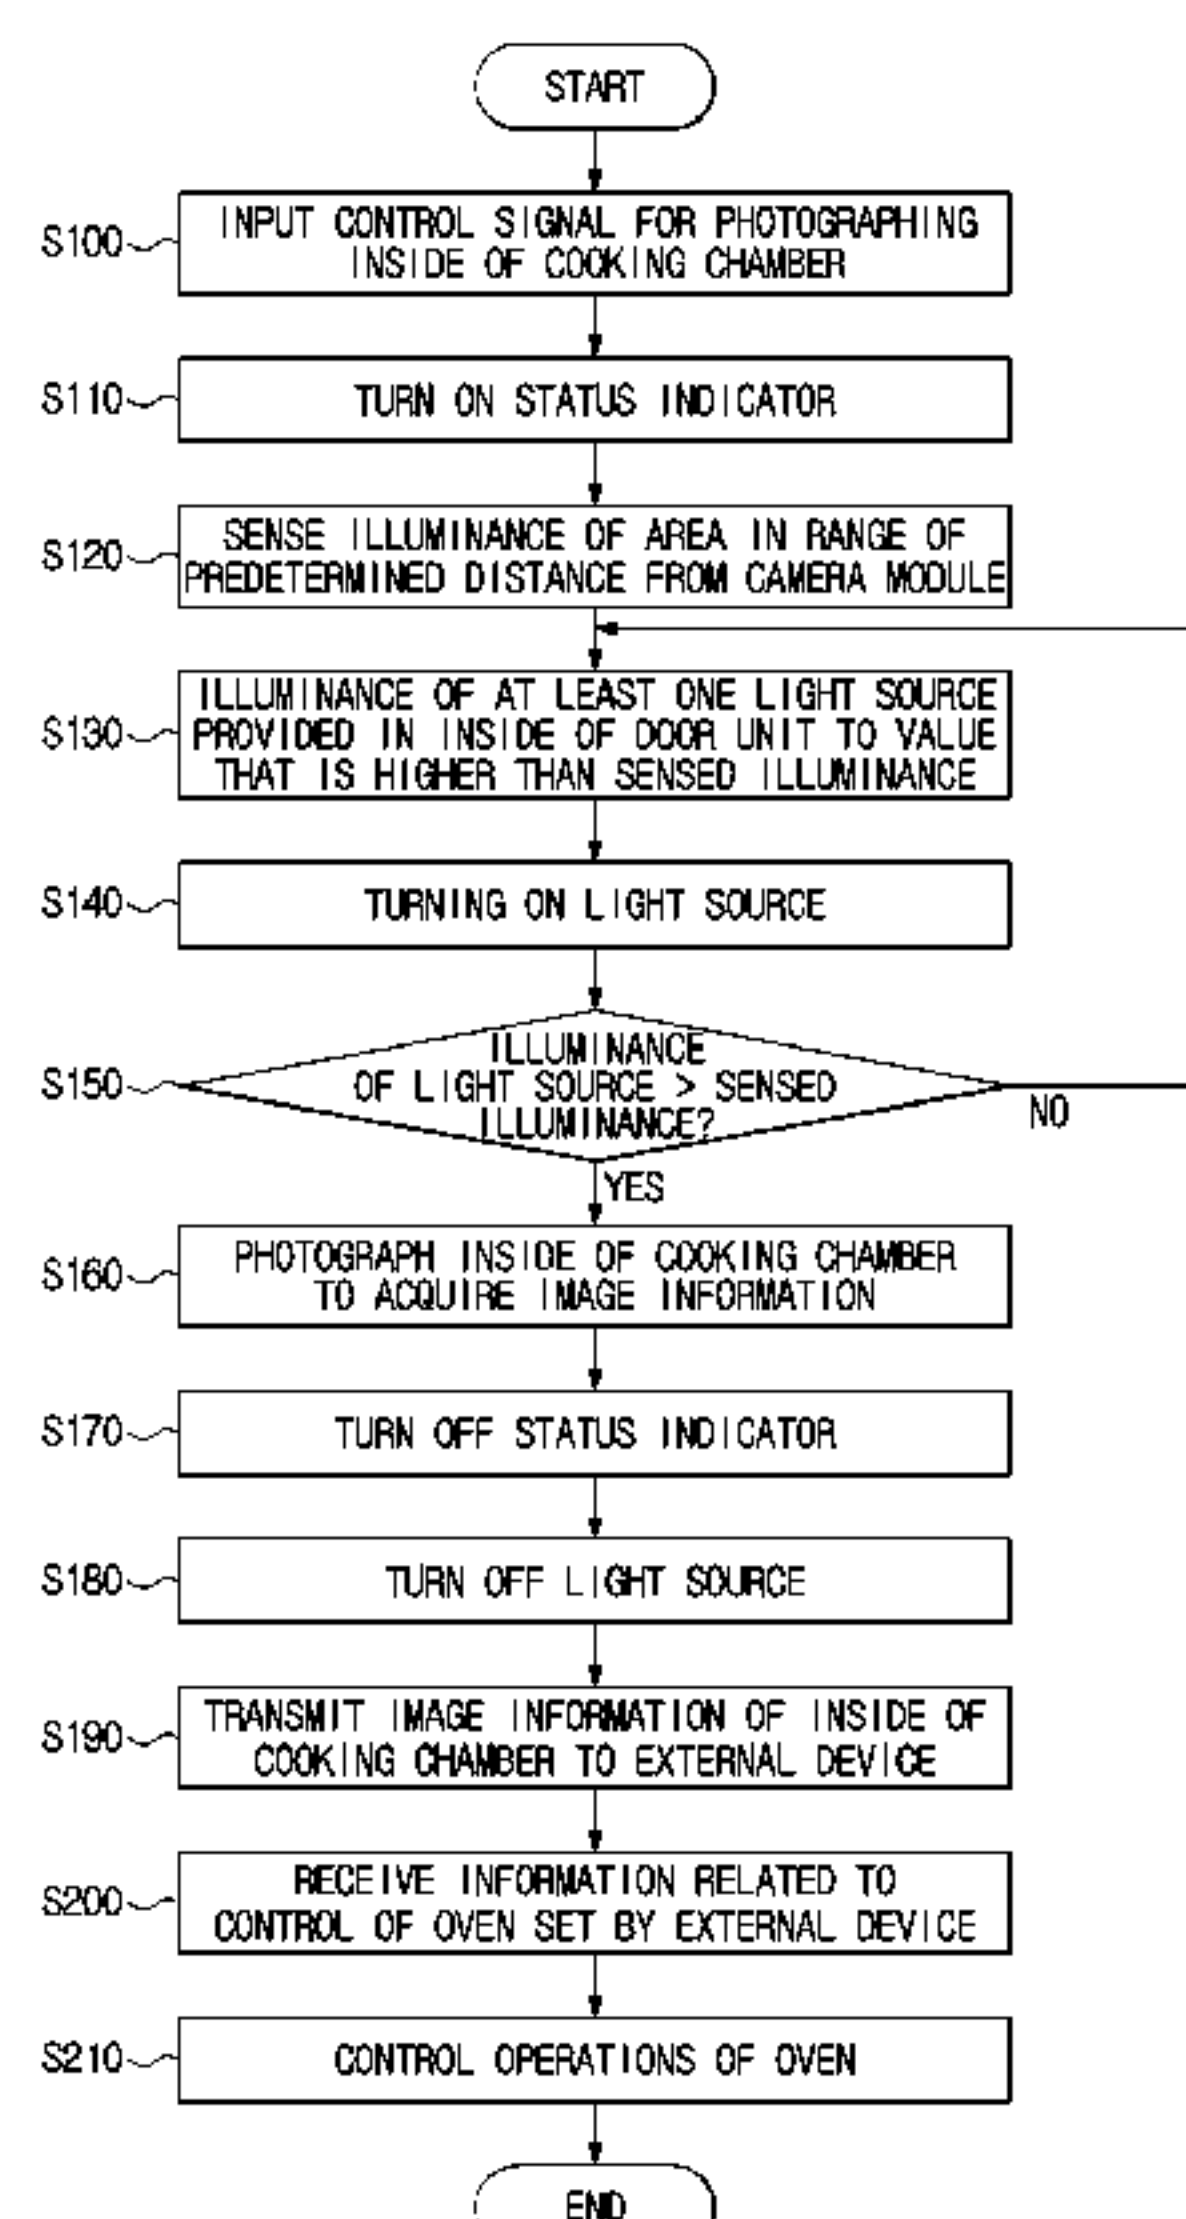 START
S100
INPUT CONTROL SIGNAL FOR PHOTOGRAPHING
INSIDE OF COOKING CHAMBER
S110
TURN ON STATUS INDICATOR
S120
SENSE ILLUMINANCE OF AREA IN RANGE OF
PREDETERMINED DISTANCE FROM CAMERA MODULE
S130
ILLUMINANCE OF AT LEAST ONE LIGHT SOURCE
PROVIDED IN INSIDE OF DOOR UNIT TO VALUE
THAT IS HIGHER THAN SENSED ILLUMINANCE
S140
TURNING ON LIGHT SOURCE
S150
ILLUMINANCE
OF LIGHT SOURCE > SENSED
ILLUMINANCE?
NO
YES
S160
PHOTOGRAPH INSIDE OF COOKING CHAMBER
TO ACQUIRE IMAGE INFORMATION
S170
TURN OFF STATUS INDICATOR
S180
TURN OFF LIGHT SOURCE
S190
TRANSMIT IMAGE INFORMATION OF INSIDE OF
COOKING CHAMBER TO EXTERNAL DEVICE
S200
RECEIVE INFORMATION RELATED TO
CONTROL OF OVEN SET BY EXTERNAL DEVICE
S210
CONTROL OPERATIONS OF OVEN
END